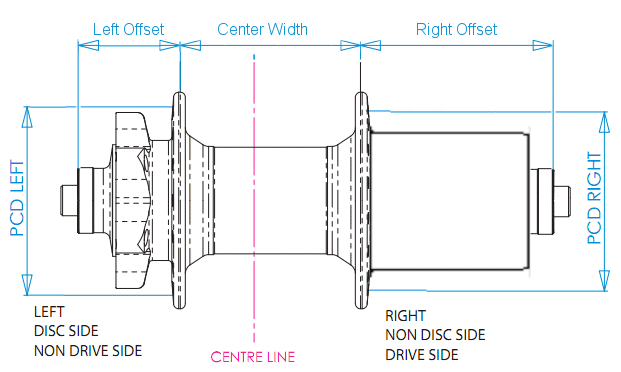 Left Offset
Center Width
Right Offset
PCD LEFT
PCD RIGHT
LEFT
DISC SIDE
NON DRIVE SIDE
CENTRE LINE
RIGHT
NON DISC SIDE
DRIVE SIDE